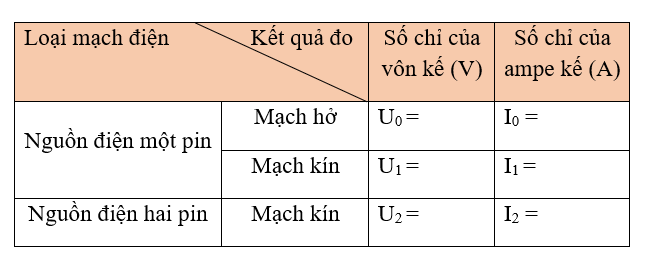 Loại mạch điện Kết quả đo Số chỉ của vôn kế (V) Số chỉ của ampe kế (A)
Nguồn điện một pin Mạch hở U₀ = I₀ =
Mạch kín U₁ = I₁ =
Nguồn điện hai pin Mạch kín U₂ = I₂ =